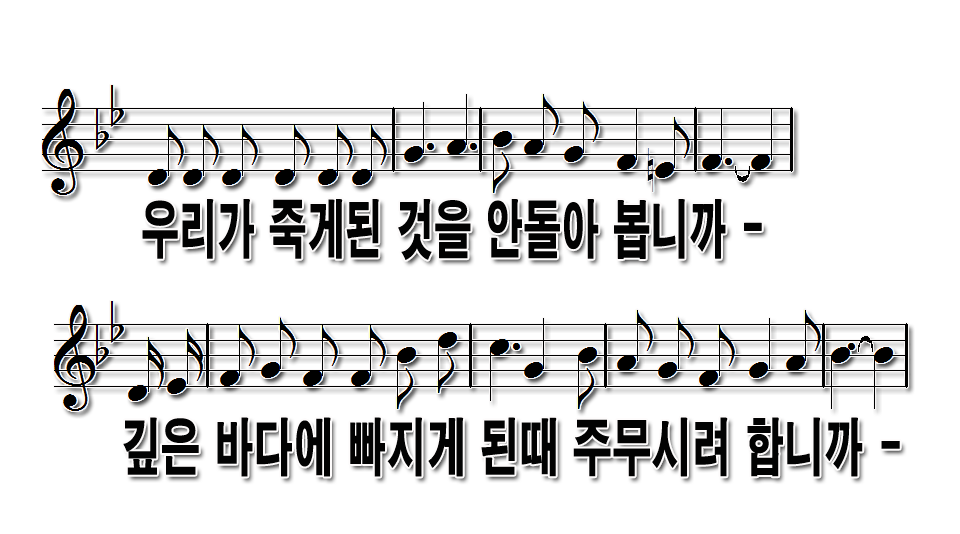 우리가 죽게된 것을 안돌아 봅니까 -
깊은 바다에 빠지게 된때 주무시려 합니까 -